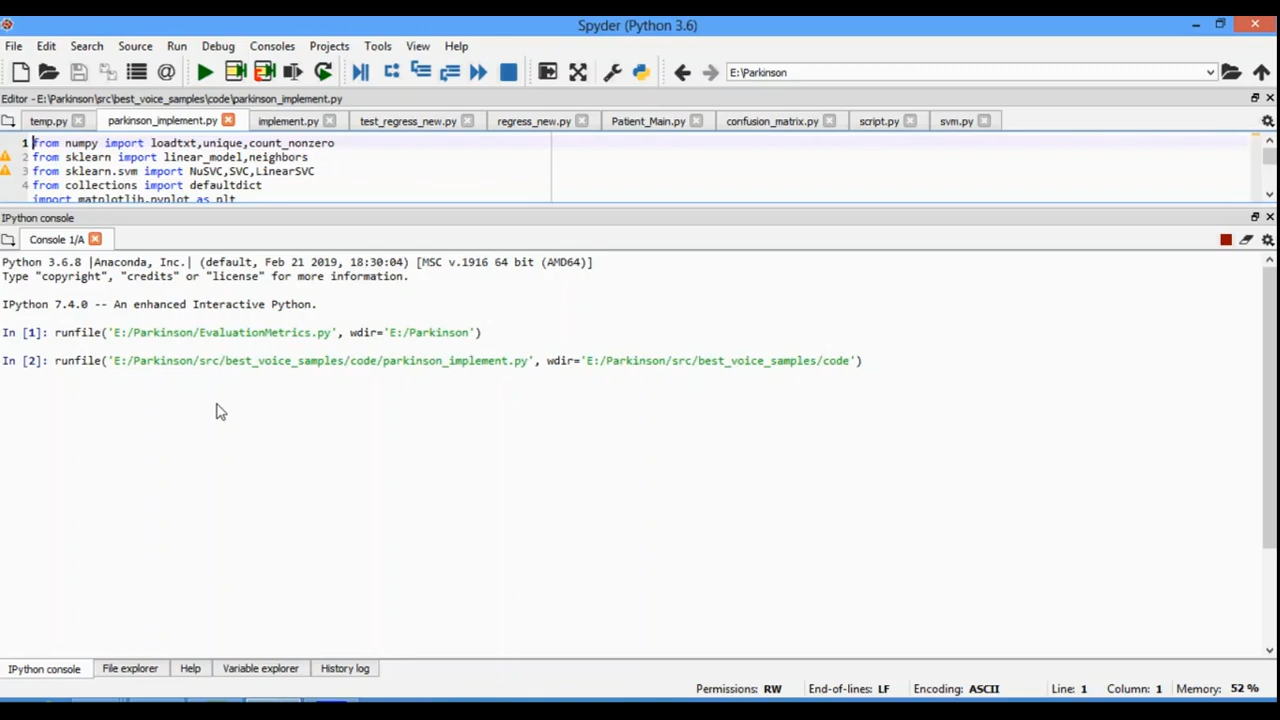 Spyder (Python 3.6)
File Edit Search Source Run Debug Consoles Projects Tools View Help
E:\Parkinson
Editor - E:\Parkinson\src\best_voice_samples\code\parkinson_implement.py
temp.py parkinson_implement.py implement.py test_regress_new.py regress_new.py Patient_Main.py confusion_matrix.py script.py svm.py
1 from numpy import loadtxt,unique,count_nonzero
2 from sklearn import linear_model,neighbors
3 from sklearn.svm import NuSVC,SVC,LinearSVC
4 from collections import defaultdict
import matplotlib.pyplot as plt
IPython console
Console 1/A
Python 3.6.8 |Anaconda, Inc.| (default, Feb 21 2019, 18:30:04) [MSC v.1916 64 bit (AMD64)]
Type "copyright", "credits" or "license" for more information.
IPython 7.4.0 -- An enhanced Interactive Python.
In [1]: runfile('E:/Parkinson/EvaluationMetrics.py', wdir='E:/Parkinson')
In [2]: runfile('E:/Parkinson/src/best_voice_samples/code/parkinson_implement.py', wdir='E:/Parkinson/src/best_voice_samples/code')
IPython console File explorer Help Variable explorer History log
Permissions: RW End-of-lines: LF Encoding: ASCII Line: 1 Column: 1 Memory: 52 %